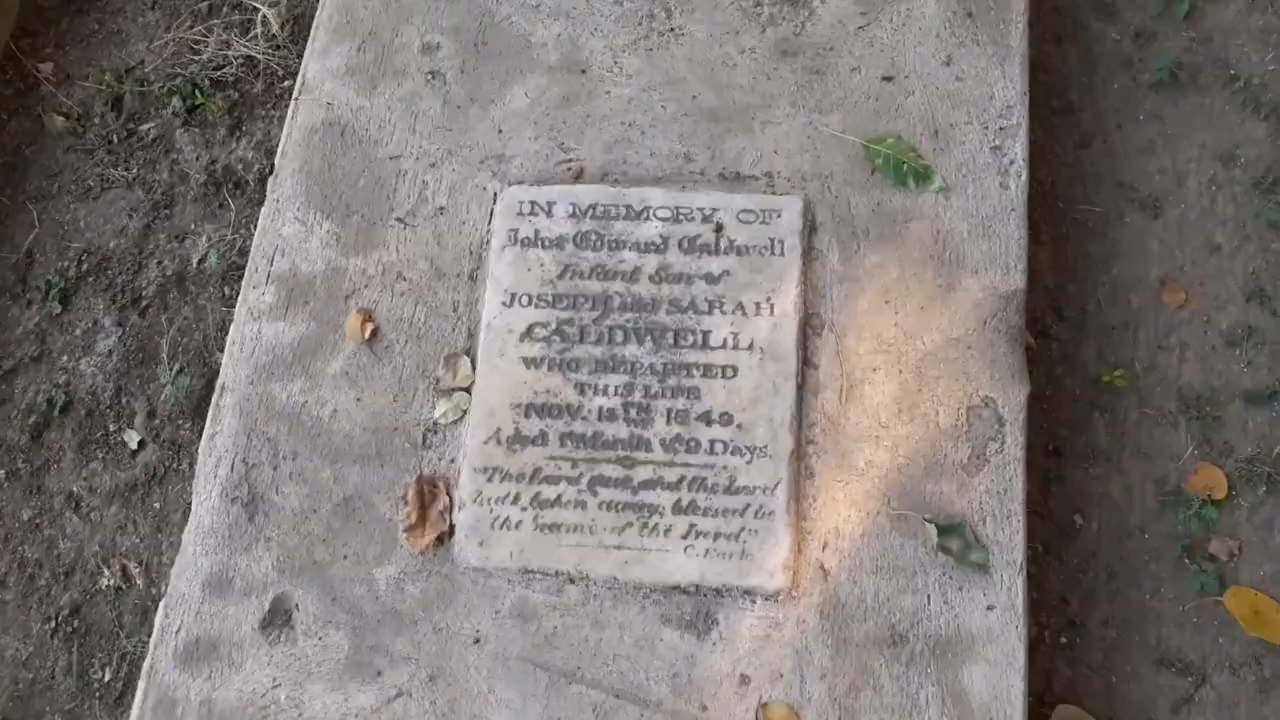 IN MEMORY OF
John Edward Caldwell
Infant Son of
JOSEPH and SARAH
CALDWELL,
WHO DEPARTED
THIS LIFE
NOV. 18TH 1849.
Aged 1 Month & 9 Days.
"The Lord gave, and the Lord
hath taken away; blessed be
the name of the Lord."